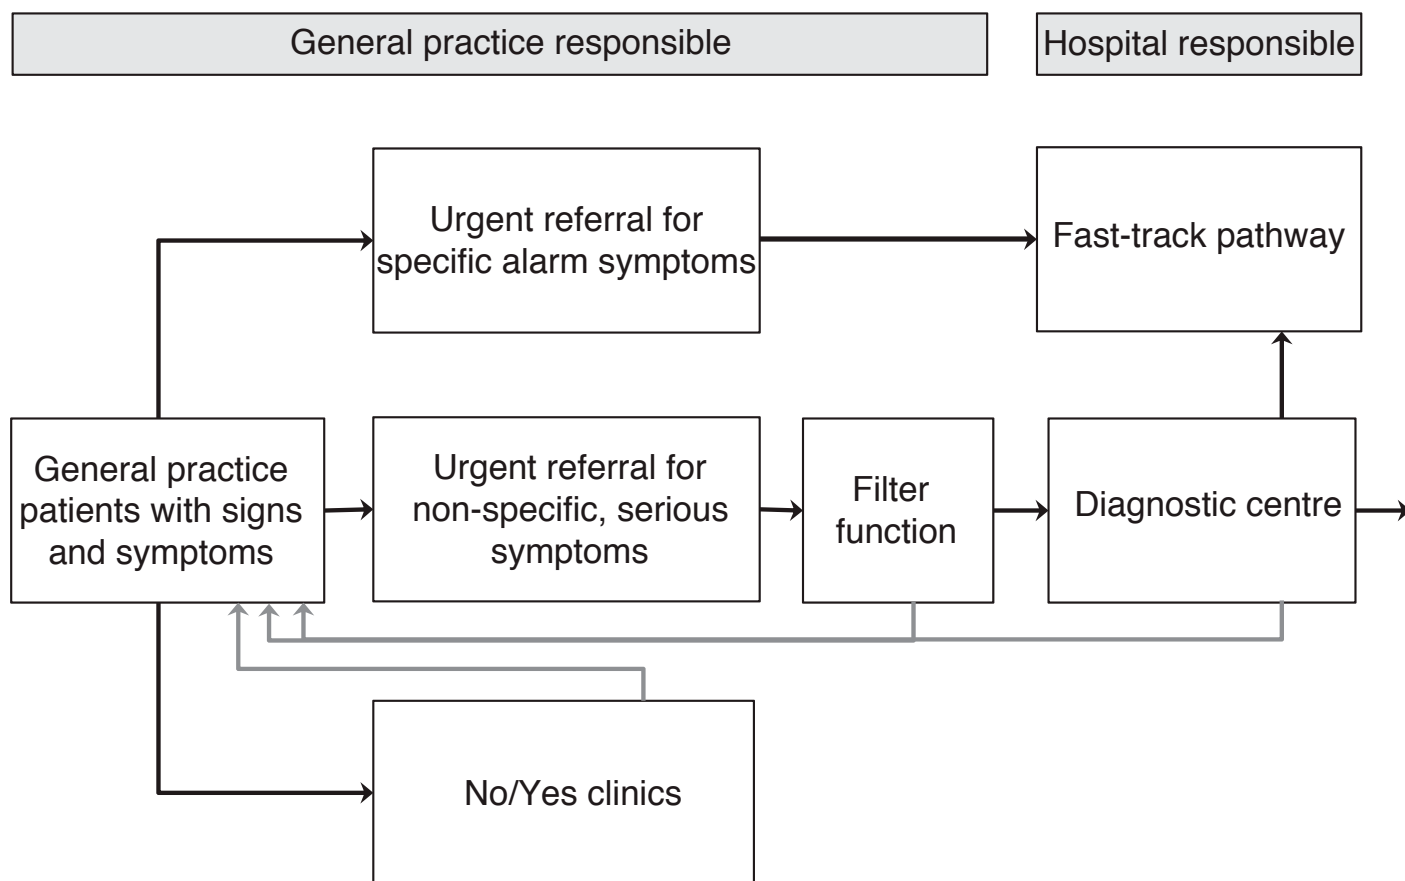 General practice responsible
Hospital responsible
Urgent referral for
specific alarm symptoms
Fast-track pathway
General practice
patients with signs
and symptoms
Urgent referral for
non-specific, serious
symptoms
Filter
function
Diagnostic centre
No/Yes clinics